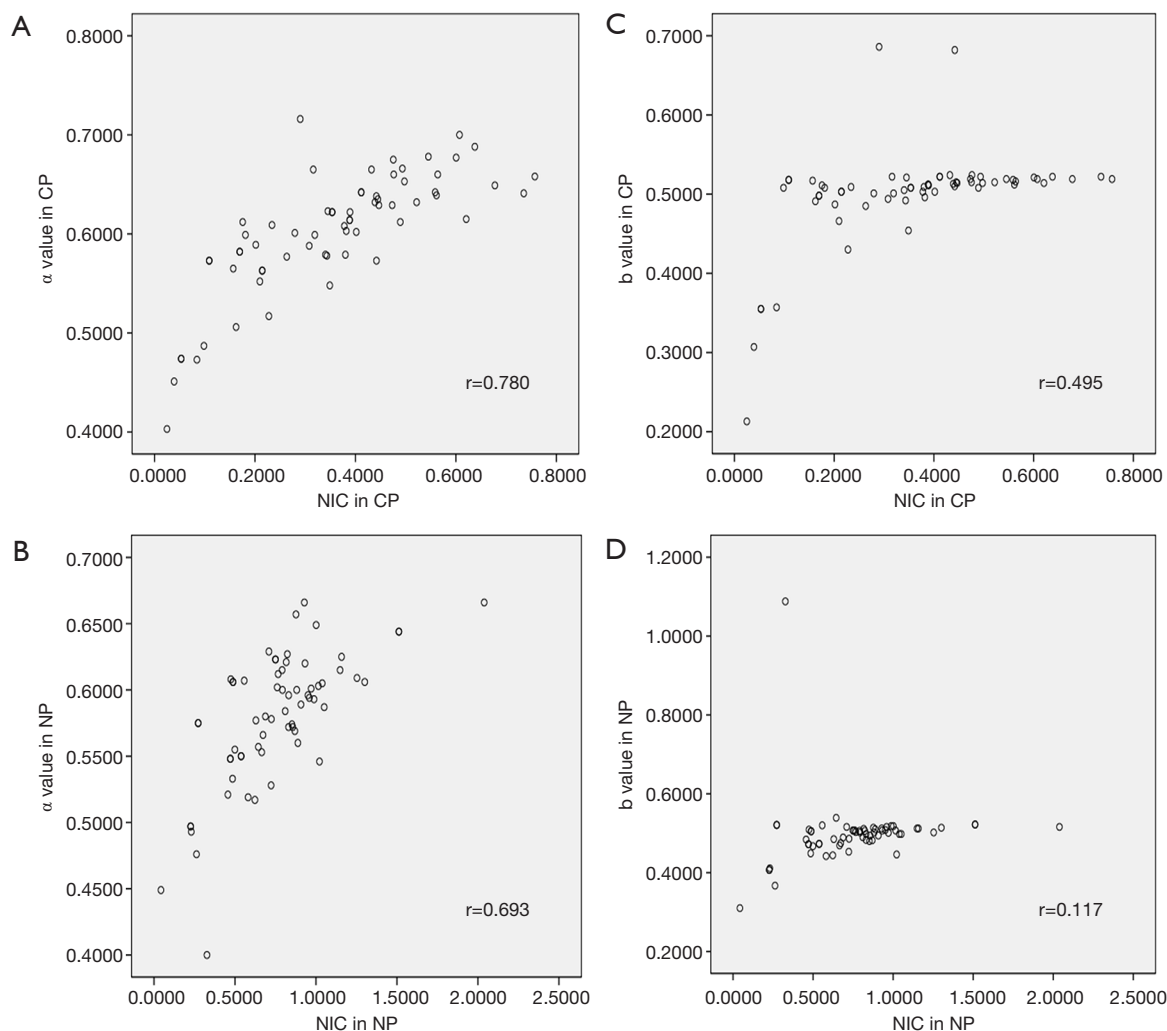 A
0.8000
0.7000
0.6000
0.5000
0.4000
α value in CP
r=0.780
0.0000 0.2000 0.4000 0.6000 0.8000
NIC in CP
C
0.7000
0.6000
0.5000
0.4000
0.3000
0.2000
b value in CP
r=0.495
0.0000 0.2000 0.4000 0.6000 0.8000
NIC in CP
B
0.7000
0.6500
0.6000
0.5500
0.5000
0.4500
0.4000
α value in NP
r=0.693
0.0000 0.5000 1.0000 1.5000 2.0000 2.5000
NIC in NP
D
1.2000
1.0000
0.8000
0.6000
0.4000
0.2000
b value in NP
r=0.117
0.0000 0.5000 1.0000 1.5000 2.0000 2.5000
NIC in NP